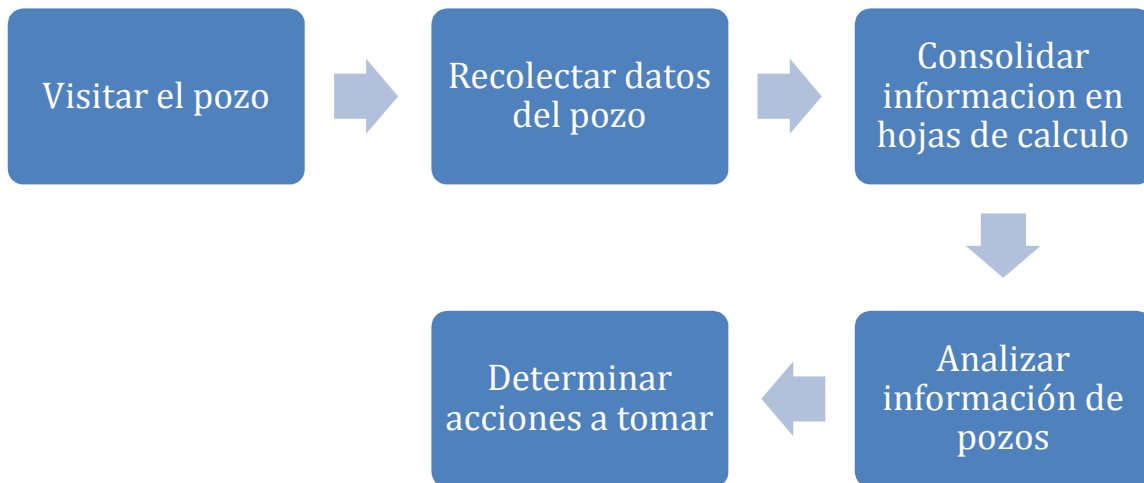 Visitar el pozo
Recolectar datos
del pozo
Consolidar
informacion en
hojas de calculo
Analizar
información de
pozos
Determinar
acciones a tomar